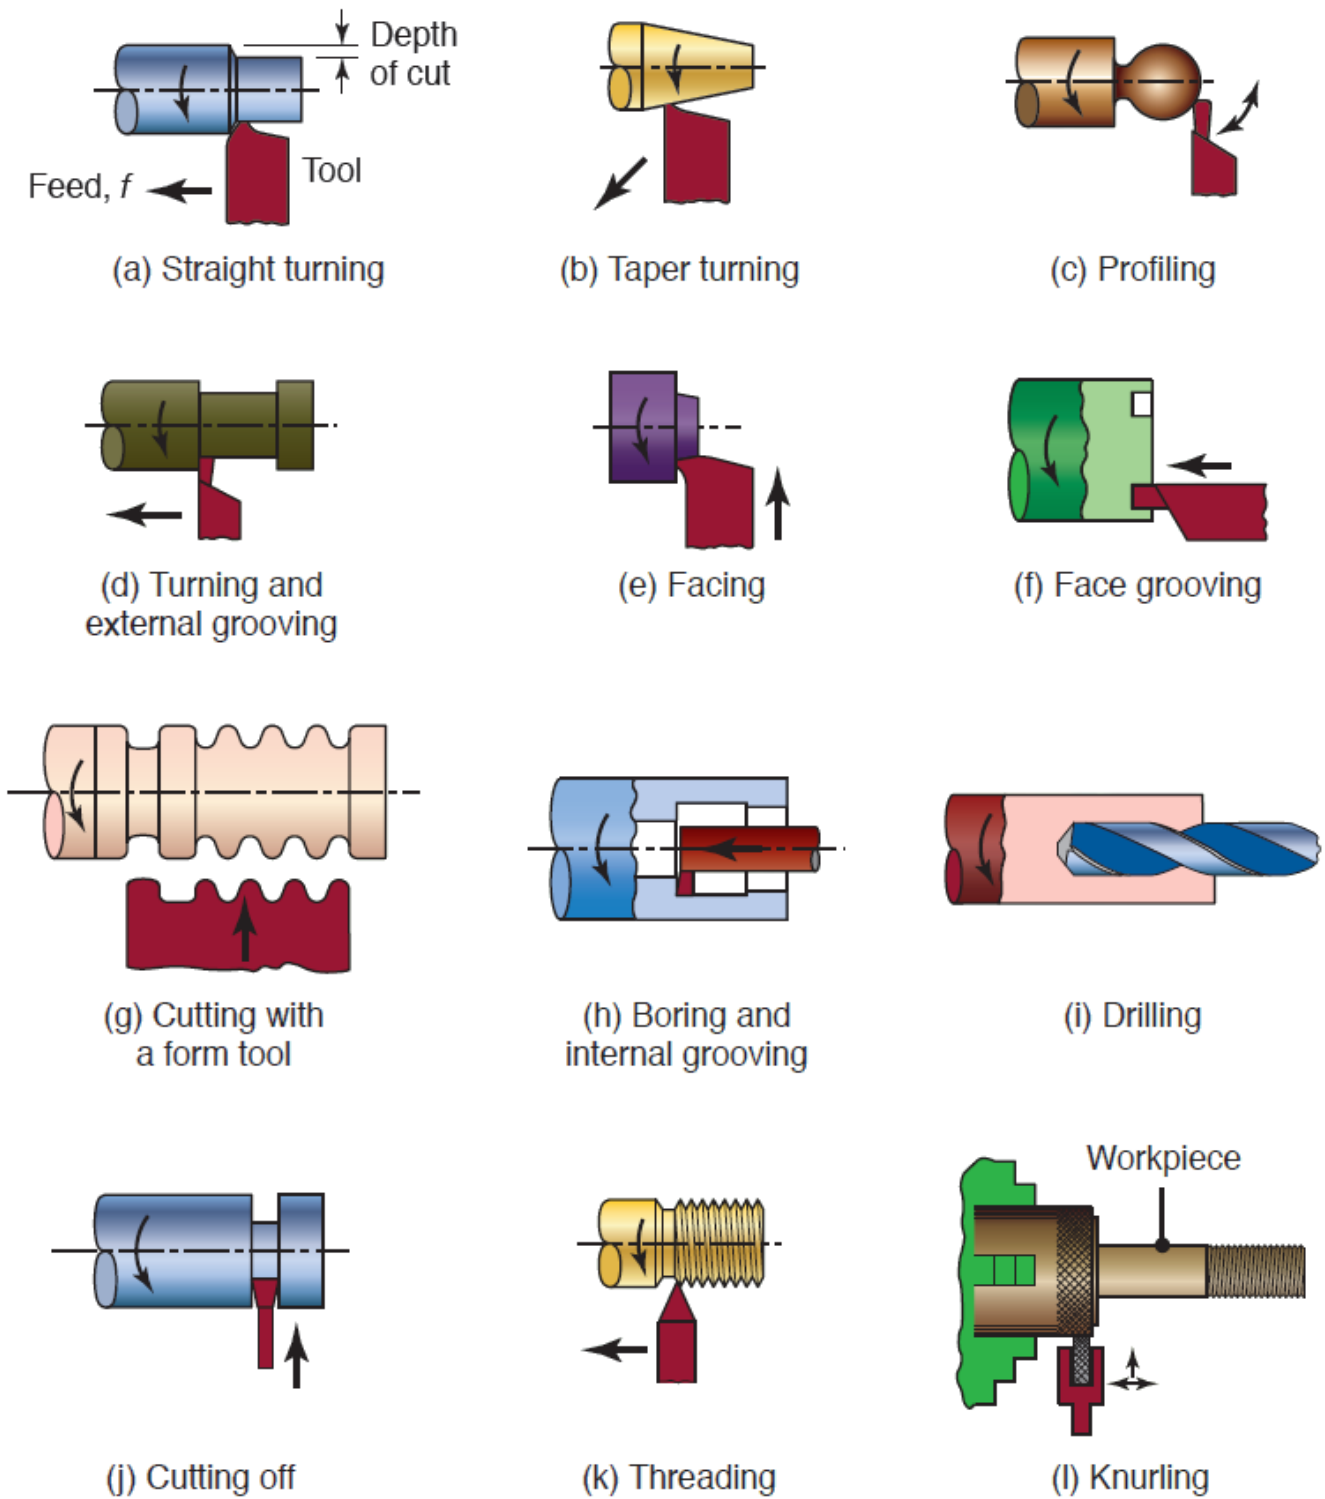 Depth
of cut
Feed, f
Tool
(a) Straight turning
(b) Taper turning
(c) Profiling
(d) Turning and
external grooving
(e) Facing
(f) Face grooving
(g) Cutting with
a form tool
(h) Boring and
internal grooving
(i) Drilling
Workpiece
(j) Cutting off
(k) Threading
(l) Knurling